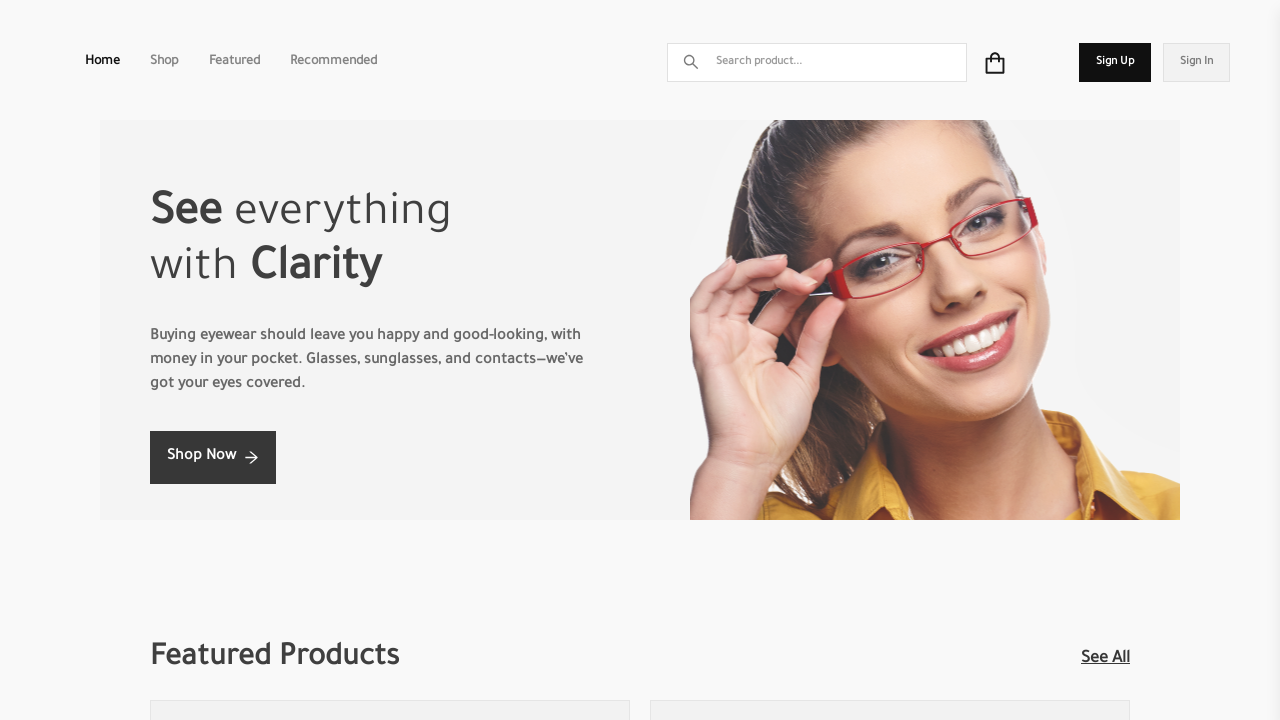 Home
Shop
Featured
Recommended
Search product...
Sign Up
Sign In
See everything
with Clarity
Buying eyewear should leave you happy and good-looking, with
money in your pocket. Glasses, sunglasses, and contacts—we’ve
got your eyes covered.
Shop Now
Featured Products
See All